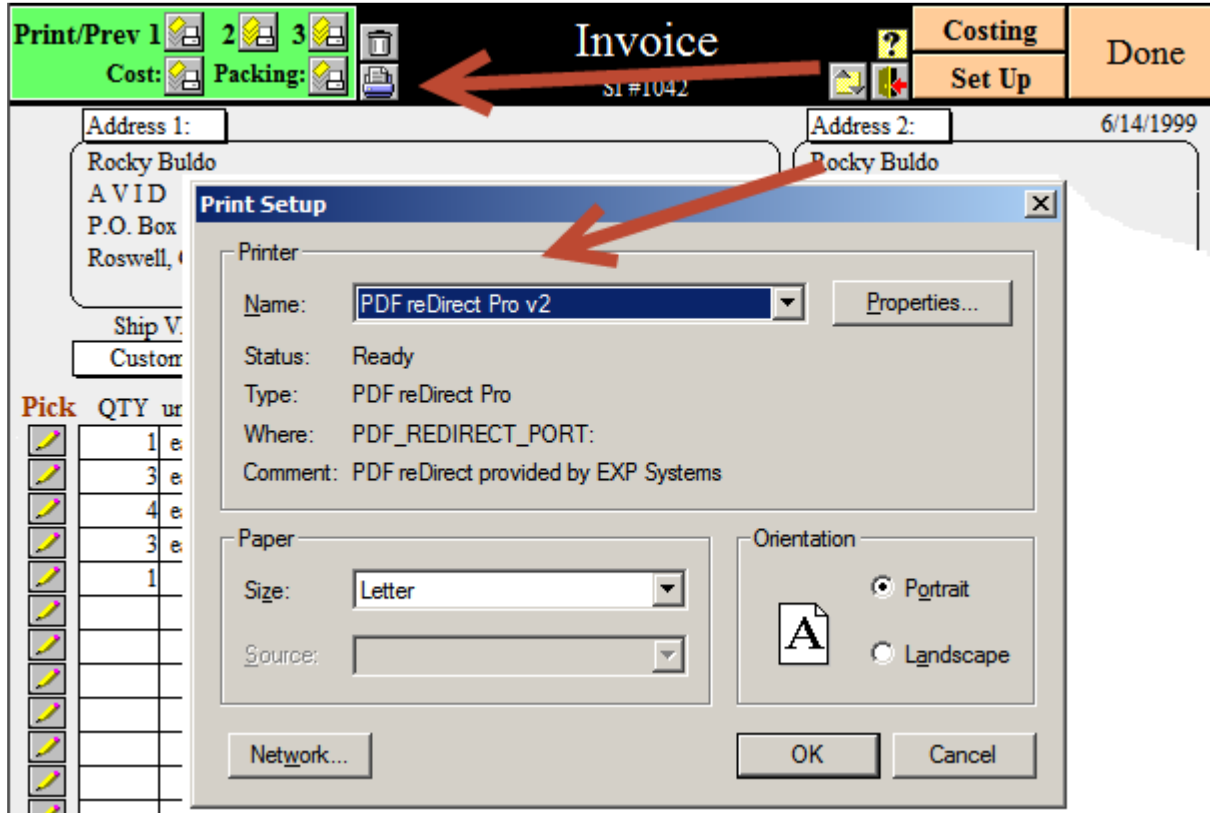 Print/Prev 1 2 3
Cost: Packing:
Invoice
SI #1042
?
Costing
Set Up
Done
Address 1:
Address 2:
6/14/1999
Rocky Buldo
Rocky Buldo
A V I D
P.O. Box
Roswell,
Ship V
Custom
Pick QTY un
1 e
3 e
4 e
3 e
1
Print Setup
Printer
Name: PDF reDirect Pro v2
Properties...
Status: Ready
Type: PDF reDirect Pro
Where: PDF_REDIRECT_PORT:
Comment: PDF reDirect provided by EXP Systems
Paper
Size: Letter
Source:
Orientation
A
Portrait
Landscape
Network...
OK
Cancel